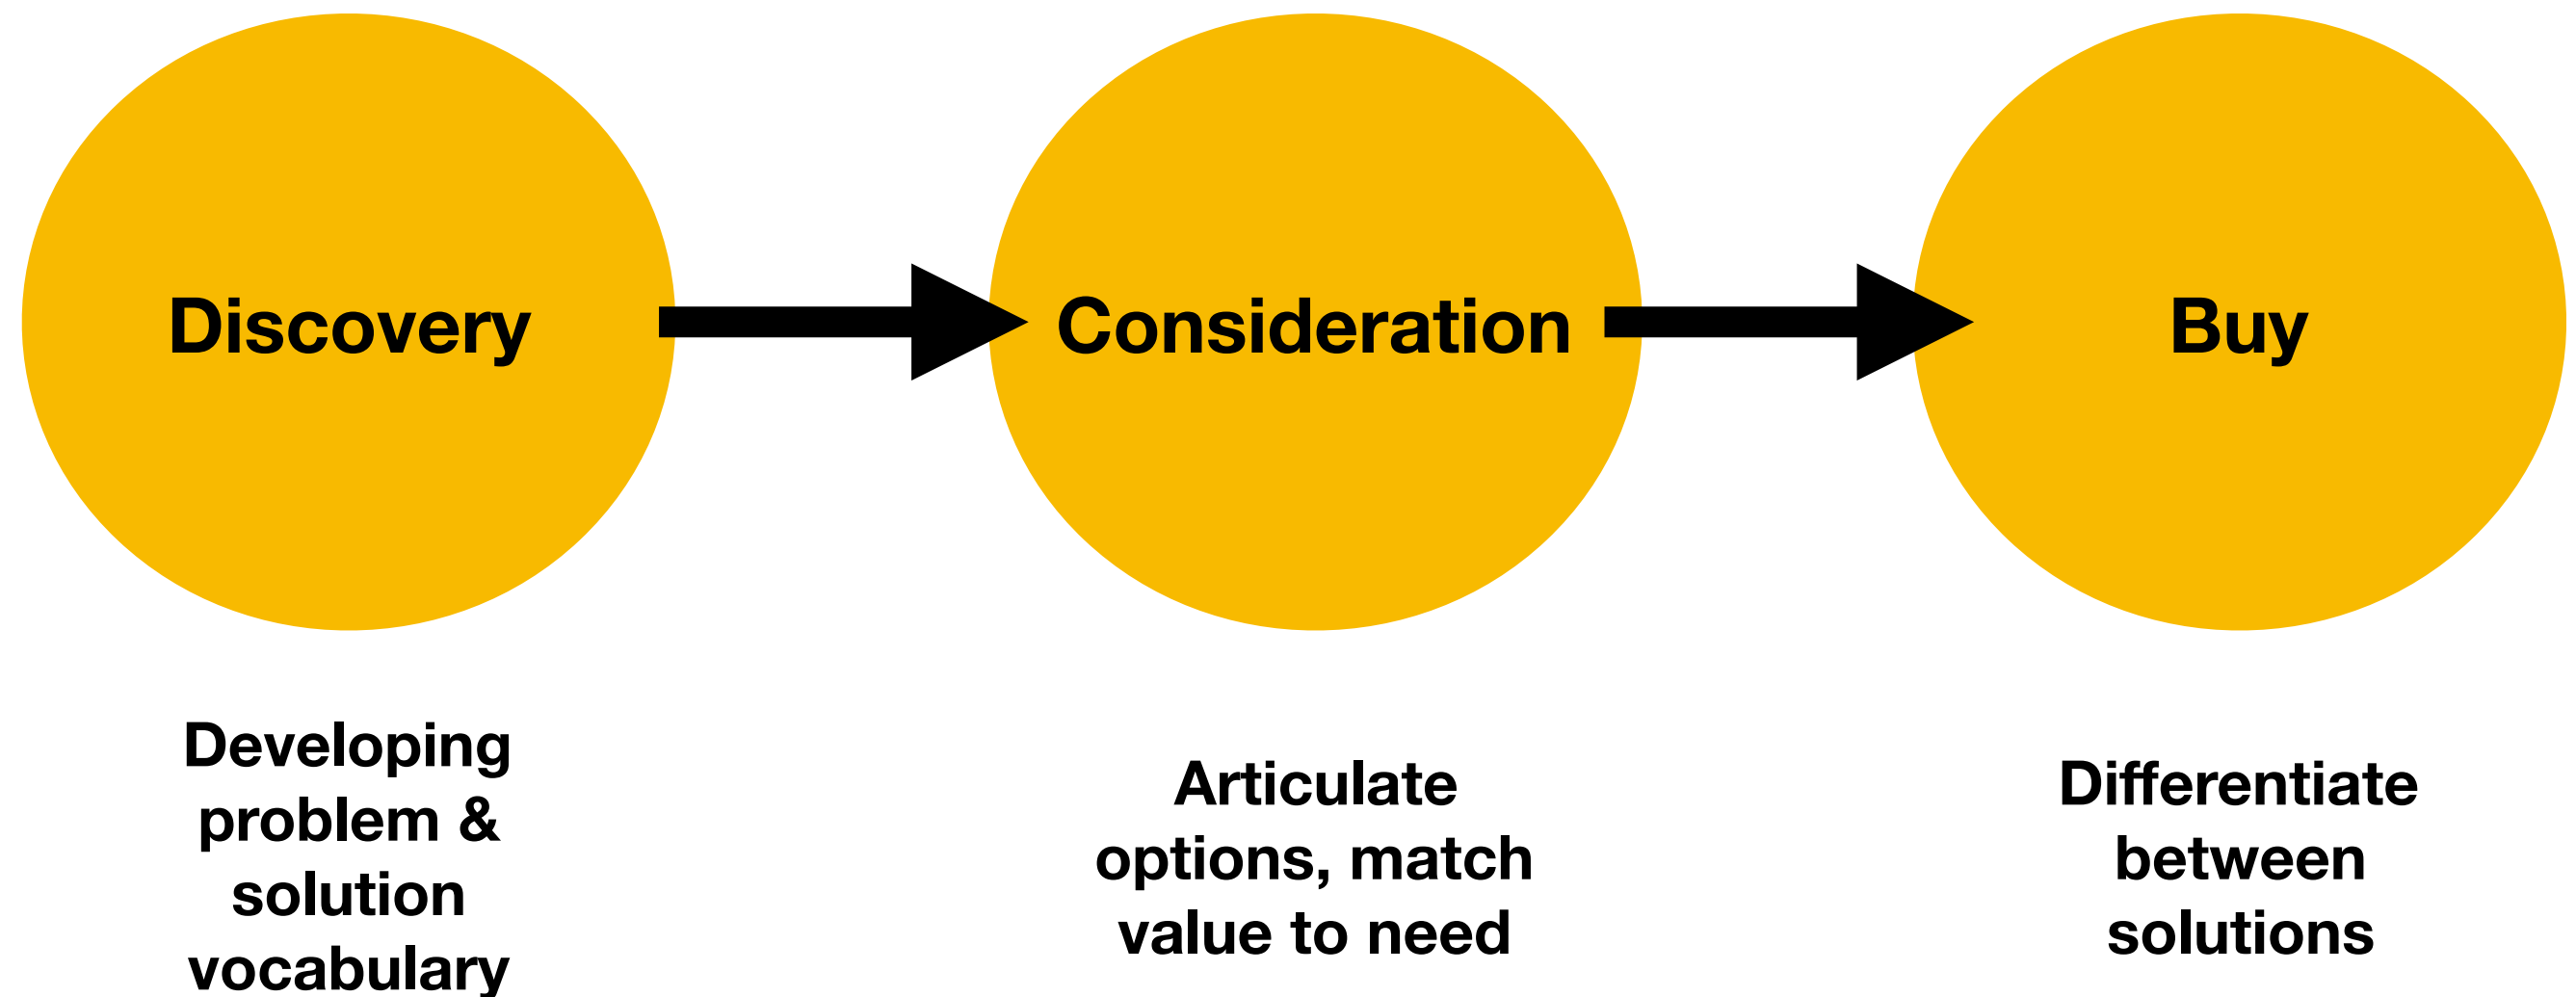 Discovery
Consideration
Buy
Developing
problem &
solution
vocabulary
Articulate
options, match
value to need
Differentiate
between
solutions